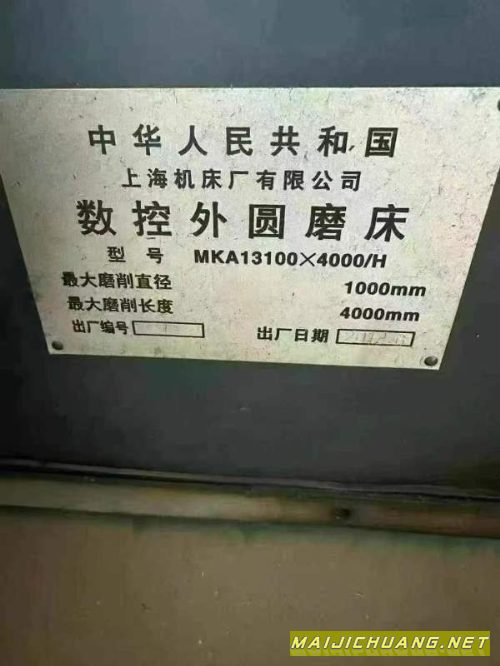 中华人民共和国
上海机床厂有限公司
数控外圆磨床
型号 MKA13100×4000/H
最大磨削直径 1000mm
最大磨削长度 4000mm
出厂编号 出厂日期
MAIJICHUANG.NET